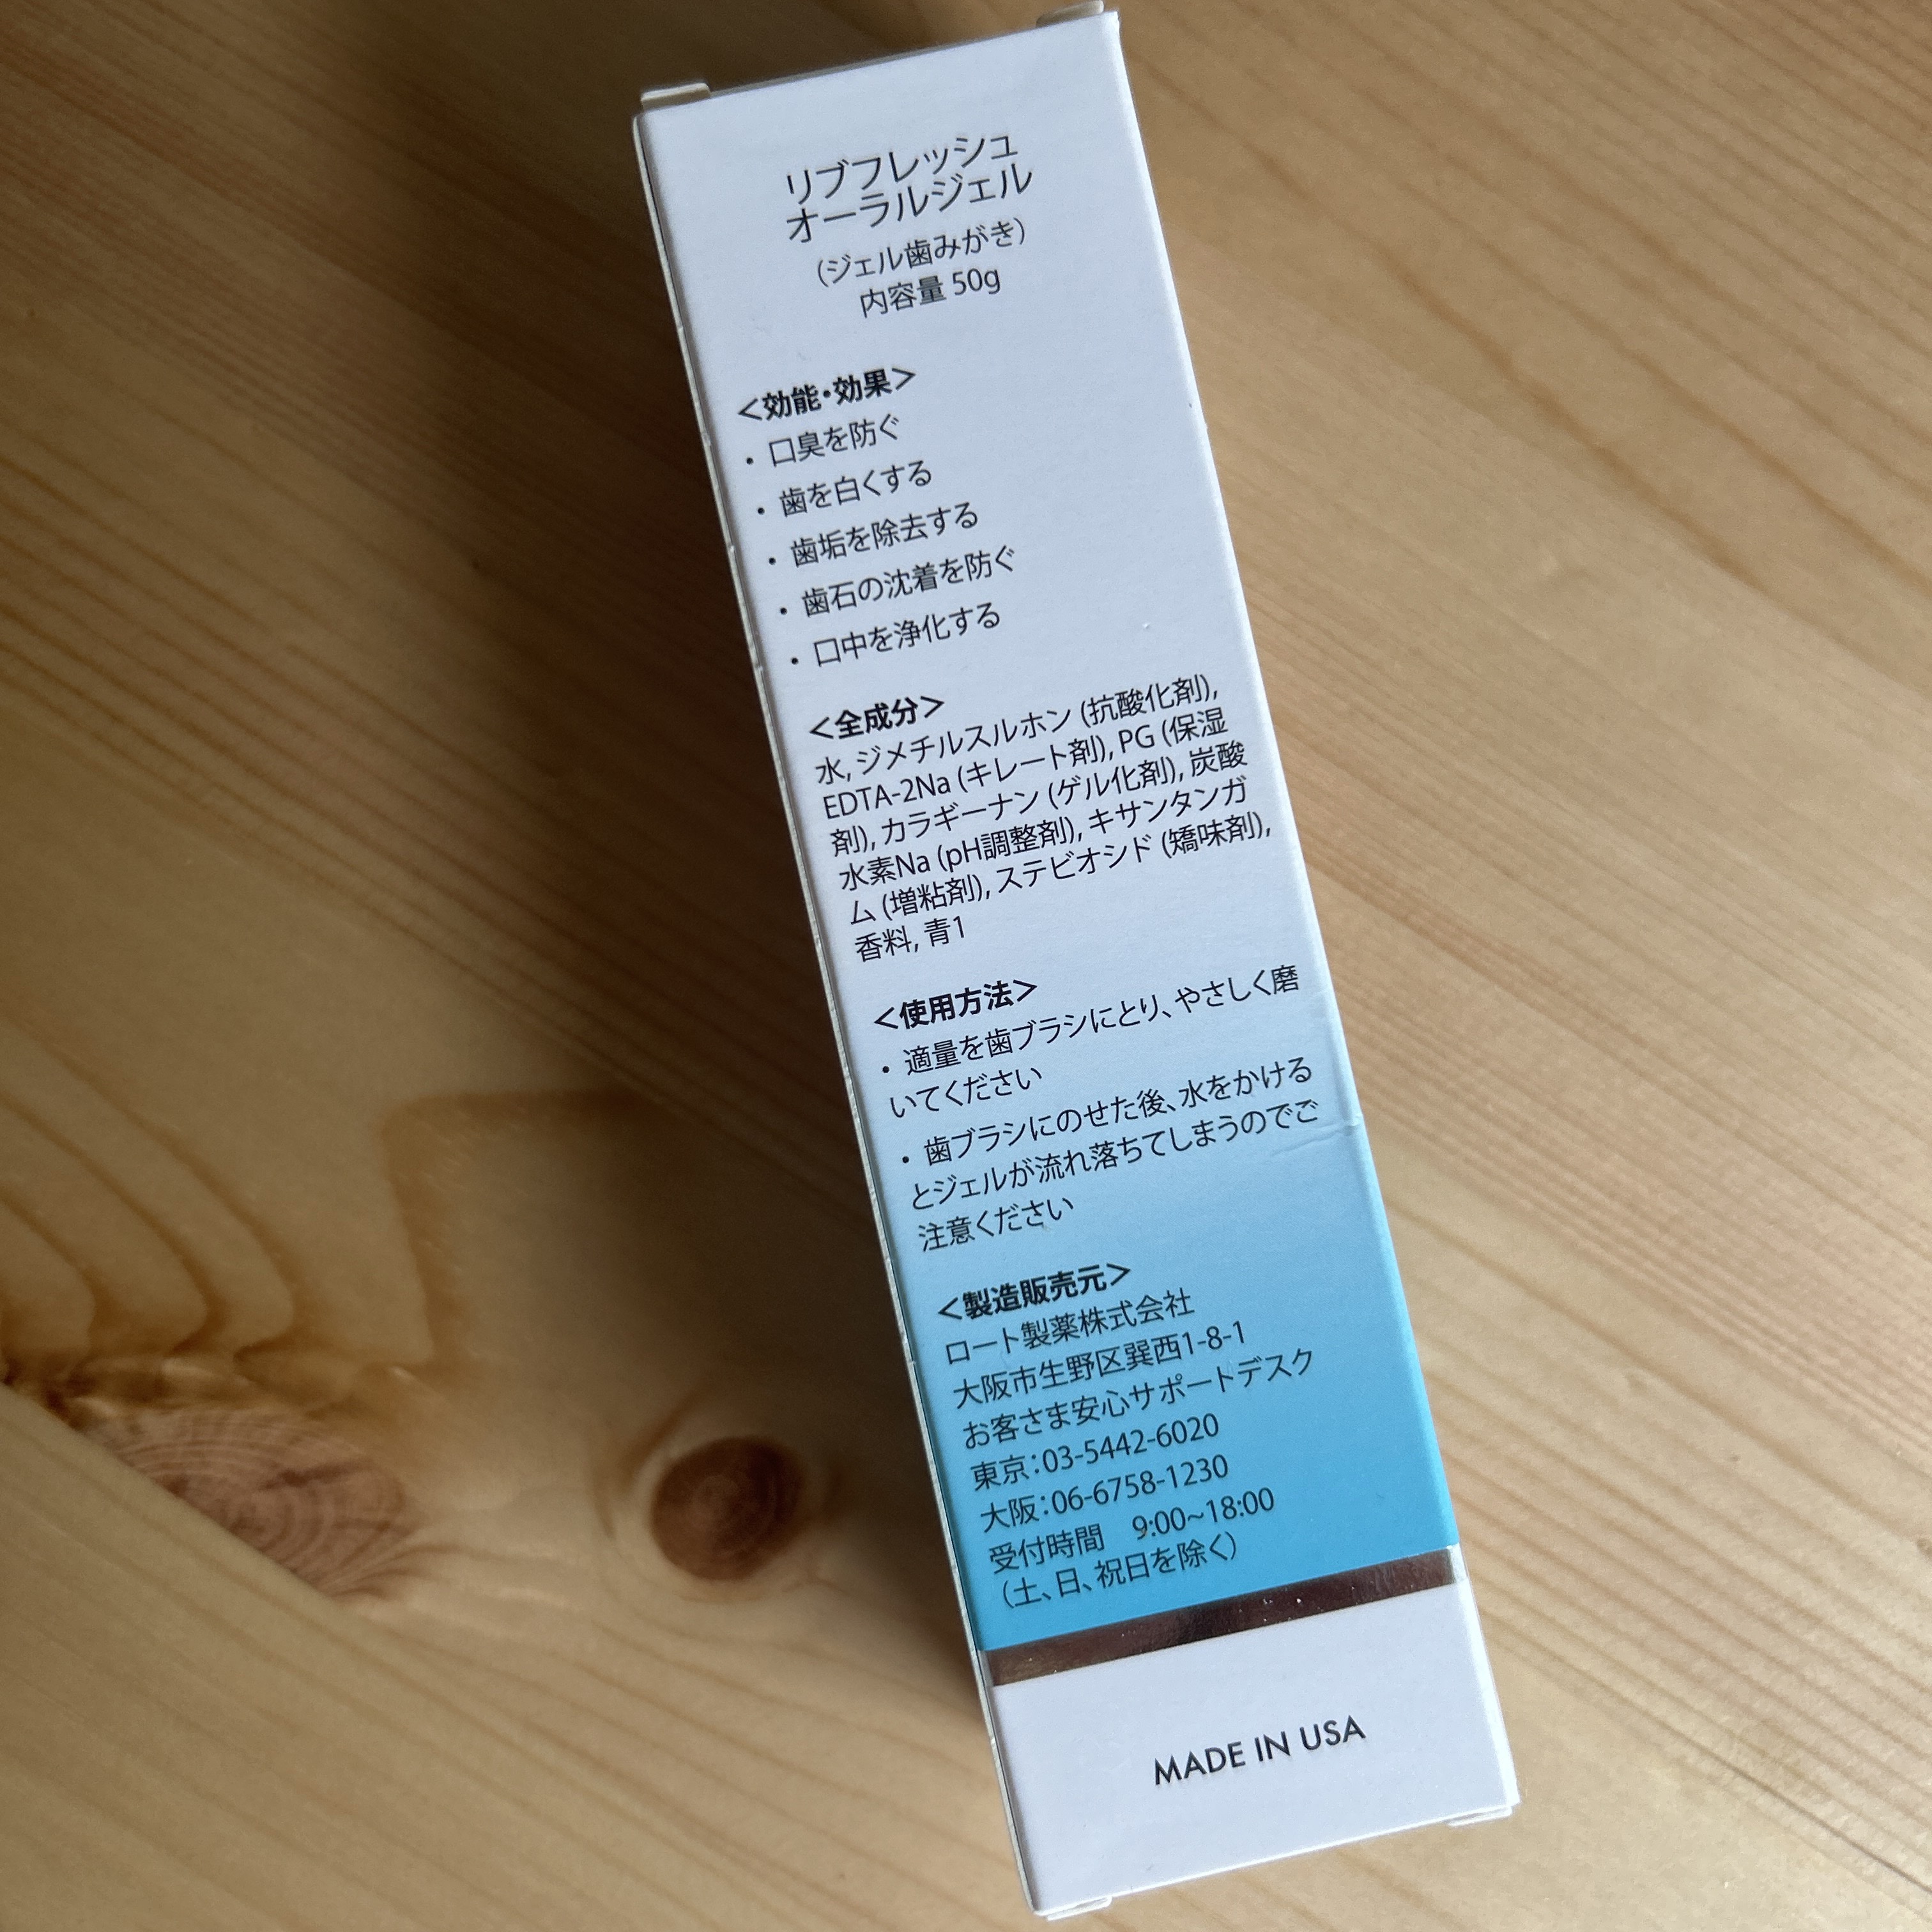 リブフレッシュ
オーラルジェル
(ジェル歯みがき)
内容量 50g
＜効能・効果＞
・口臭を防ぐ
・歯を白くする
・歯垢を除去する
・歯石の沈着を防ぐ
・口中を浄化する
＜全成分＞
水, ジメチルスルホン (抗酸化剤),
EDTA-2Na (キレート剤), PG (保湿
剤), カラギーナン (ゲル化剤), 炭酸
水素Na (pH調整剤), キサンタンガ
ム (増粘剤), ステビオシド (矯味剤),
香料, 青1
＜使用方法＞
・適量を歯ブラシにとり、やさしく磨
いてください
・歯ブラシにのせた後、水をかける
とジェルが流れ落ちてしまうのでご
注意ください
＜製造販売元＞
ロート製薬株式会社
大阪市生野区巽西1-8-1
お客さま安心サポートデスク
東京：03-5442-6020
大阪：06-6758-1230
受付時間　9:00~18:00
（土、日、祝日を除く）
MADE IN USA